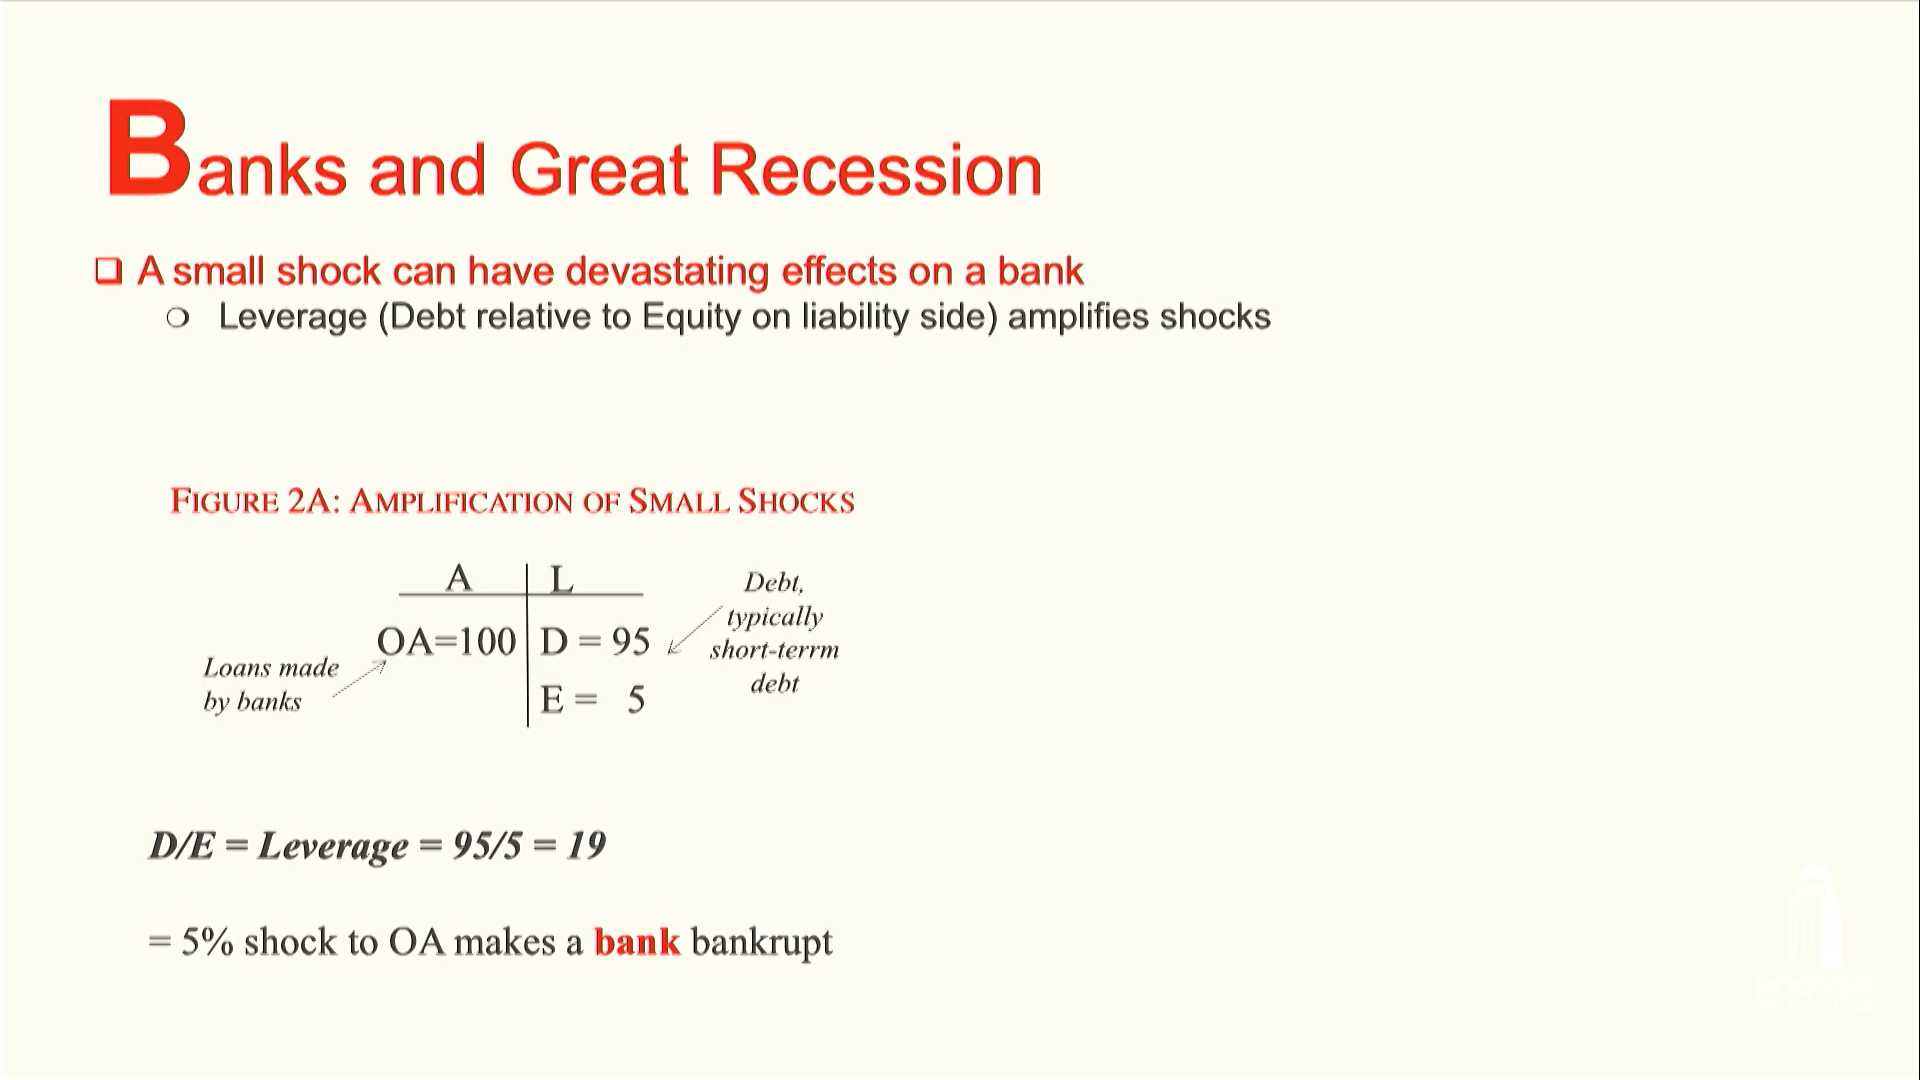 Banks and Great Recession
A small shock can have devastating effects on a bank
Leverage (Debt relative to Equity on liability side) amplifies shocks
FIGURE 2A: AMPLIFICATION OF SMALL SHOCKS
A L
OA=100 D = 95
E = 5
Loans made
by banks
Debt,
typically
short-terrm
debt
D/E = Leverage = 95/5 = 19
= 5% shock to OA makes a bank bankrupt
HOOVER